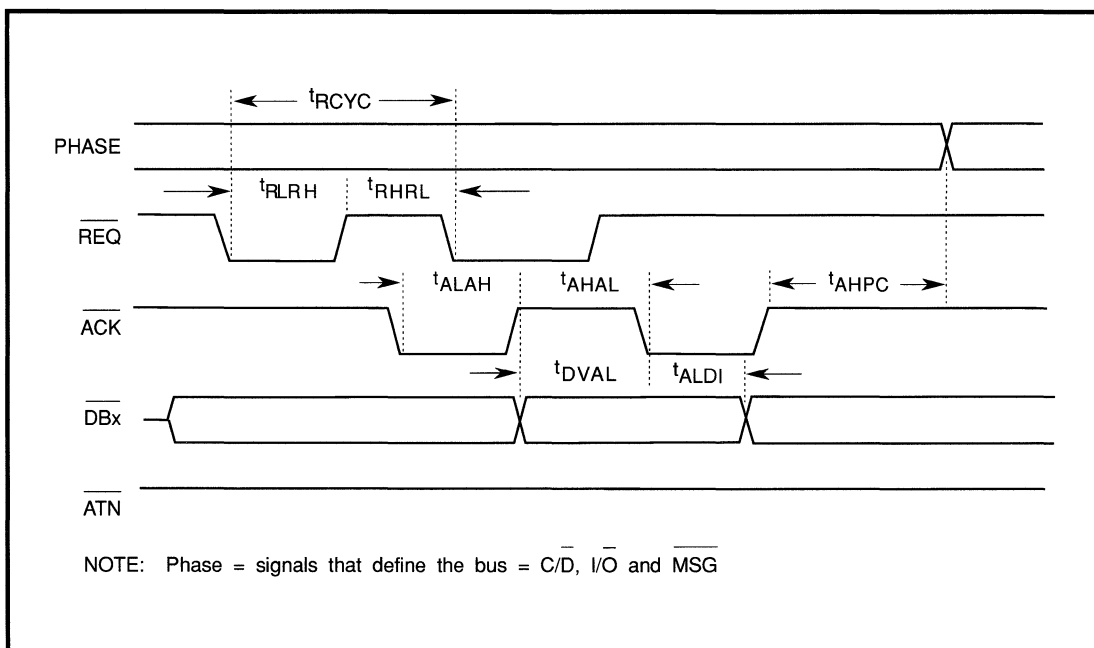 tRCYC
PHASE
tRLRH tRHRL
REQ
tALAH tAHAL tAHPC
ACK
tDVAL tALDI
DBx
ATN
NOTE: Phase = signals that define the bus = C/D, I/O and MSG